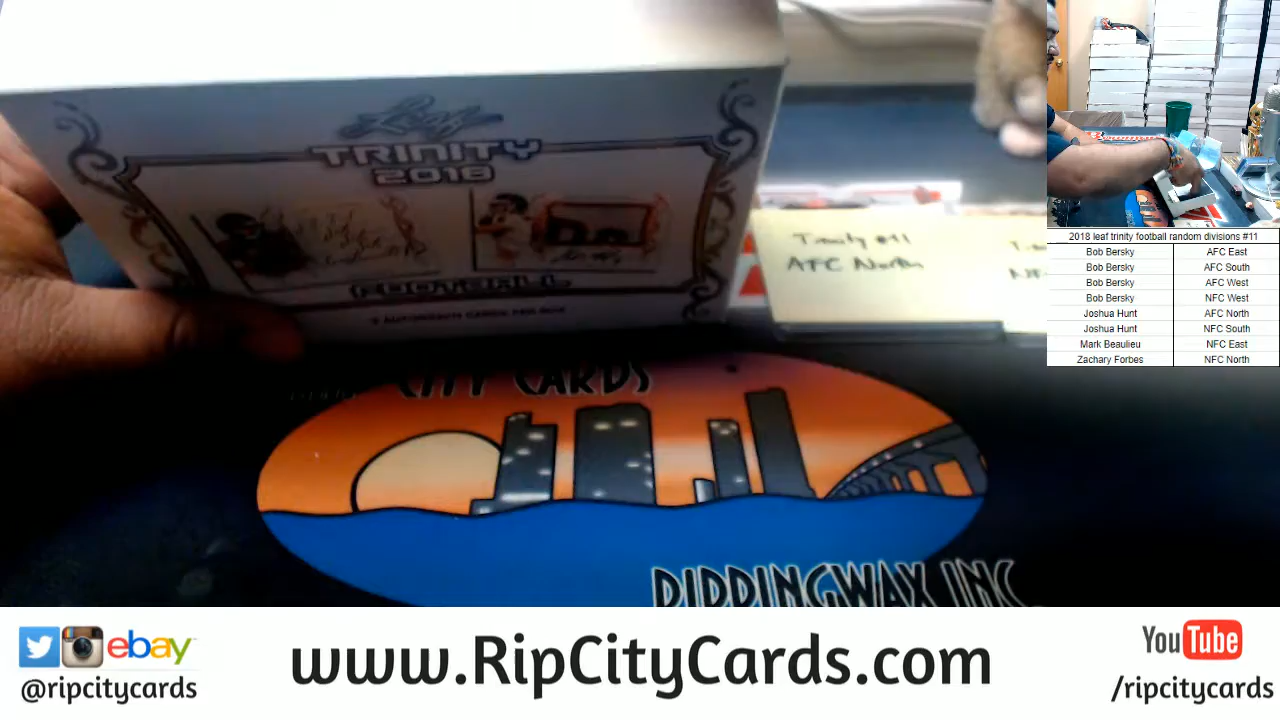 Leaf
TRINITY
2018
FOOTBALL
Trinity #11
AFC North
CITY CARDS
RIPPINGWAX INC.
2018 leaf trinity football random divisions #11
Bob Bersky AFC East
Bob Bersky AFC South
Bob Bersky AFC West
Bob Bersky NFC West
Joshua Hunt AFC North
Joshua Hunt NFC South
Mark Beaulieu NFC East
Zachary Forbes NFC North
ebay
@ripcitycards
www.RipCityCards.com
YouTube
/ripcitycards